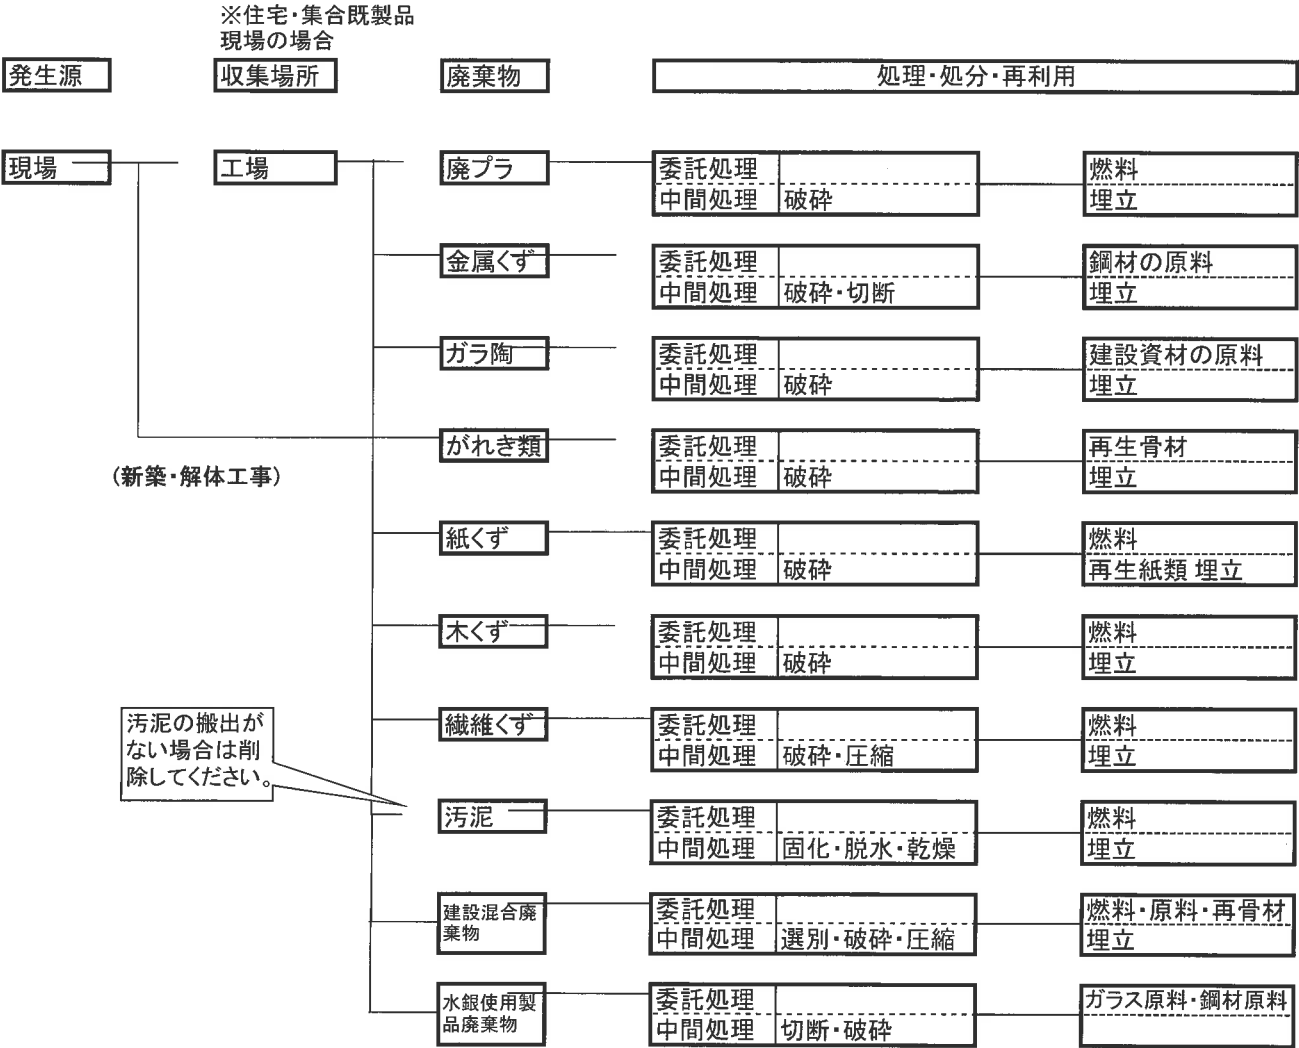 ※住宅・集合既製品
現場の場合
発生源
収集場所
廃棄物
処理・処分・再利用
現場
工場
廃プラ
委託処理
中間処理 破砕
燃料
埋立
金属くず
委託処理
中間処理 破砕・切断
鋼材の原料
埋立
ガラ陶
委託処理
中間処理 破砕
建設資材の原料
埋立
がれき類
委託処理
中間処理 破砕
再生骨材
埋立
(新築・解体工事)
紙くず
委託処理
中間処理 破砕
燃料
再生紙類 埋立
木くず
委託処理
中間処理 破砕
燃料
埋立
繊維くず
委託処理
中間処理 破砕・圧縮
燃料
埋立
汚泥の搬出が
ない場合は削
除してください。
汚泥
委託処理
中間処理 固化・脱水・乾燥
燃料
埋立
建設混合廃
棄物
委託処理
中間処理 選別・破砕・圧縮
燃料・原料・再骨材
埋立
水銀使用製
品廃棄物
委託処理
中間処理 切断・破砕
ガラス原料・鋼材原料